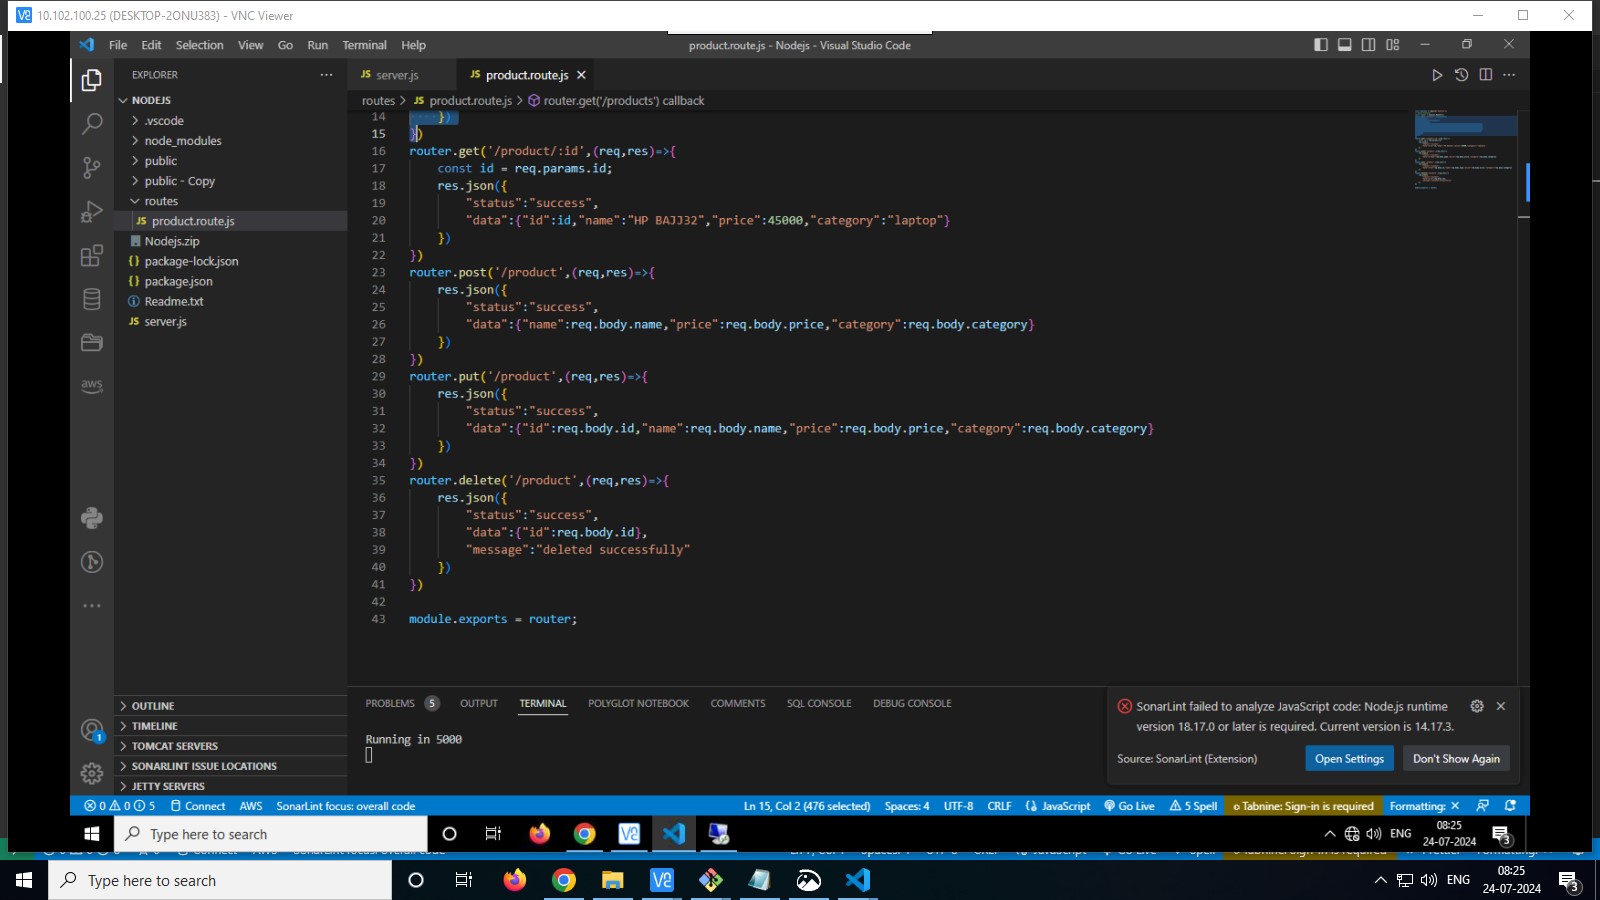 10.102.100.25 (DESKTOP-2ONU383) - VNC Viewer
File Edit Selection View Go Run Terminal Help
product.route.js - Nodejs - Visual Studio Code
EXPLORER
JS server.js
JS product.route.js
routes > JS product.route.js > router.get('/products') callback
NODEJS
.vscode
node_modules
public
public - Copy
routes
JS product.route.js
Nodejs.zip
{} package-lock.json
{} package.json
Readme.txt
JS server.js
OUTLINE
TIMELINE
TOMCAT SERVERS
SONARLINT ISSUE LOCATIONS
JETTY SERVERS
aws
1
14 })
15 })
16 router.get('/product/:id',(req,res)=>{
17 const id = req.params.id;
18 res.json({
19 "status":"success",
20 "data":{"id":id,"name":"HP BAJJ32","price":45000,"category":"laptop"}
21 })
22 })
23 router.post('/product',(req,res)=>{
24 res.json({
25 "status":"success",
26 "data":{"name":req.body.name,"price":req.body.price,"category":req.body.category}
27 })
28 })
29 router.put('/product',(req,res)=>{
30 res.json({
31 "status":"success",
32 "data":{"id":req.body.id,"name":req.body.name,"price":req.body.price,"category":req.body.category}
33 })
34 })
35 router.delete('/product',(req,res)=>{
36 res.json({
37 "status":"success",
38 "data":{"id":req.body.id},
39 "message":"deleted successfully"
40 })
41 })
42
43 module.exports = router;
PROBLEMS 5 OUTPUT TERMINAL POLYGLOT NOTEBOOK COMMENTS SQL CONSOLE DEBUG CONSOLE
Running in 5000
SonarLint failed to analyze JavaScript code: Node.js runtime
version 18.17.0 or later is required. Current version is 14.17.3.
Source: SonarLint (Extension)
Open Settings
Don't Show Again
0 0 5 Connect AWS SonarLint focus: overall code
Ln 15, Col 2 (476 selected) Spaces: 4 UTF-8 CRLF JavaScript Go Live 5 Spell Tabnine: Sign-in is required Formatting:
Type here to search
ENG
08:25
24-07-2024
3
Type here to search
ENG
08:25
24-07-2024
3